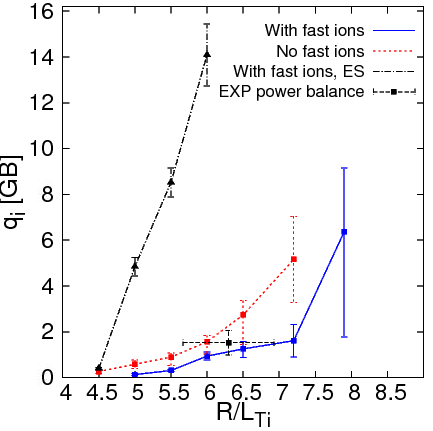 With fast ions
No fast ions
With fast ions, ES
EXP power balance
16
14
12
10
8
6
4
2
0
q_i [GB]
4 4.5 5 5.5 6 6.5 7 7.5 8 8.5
R/L_Ti